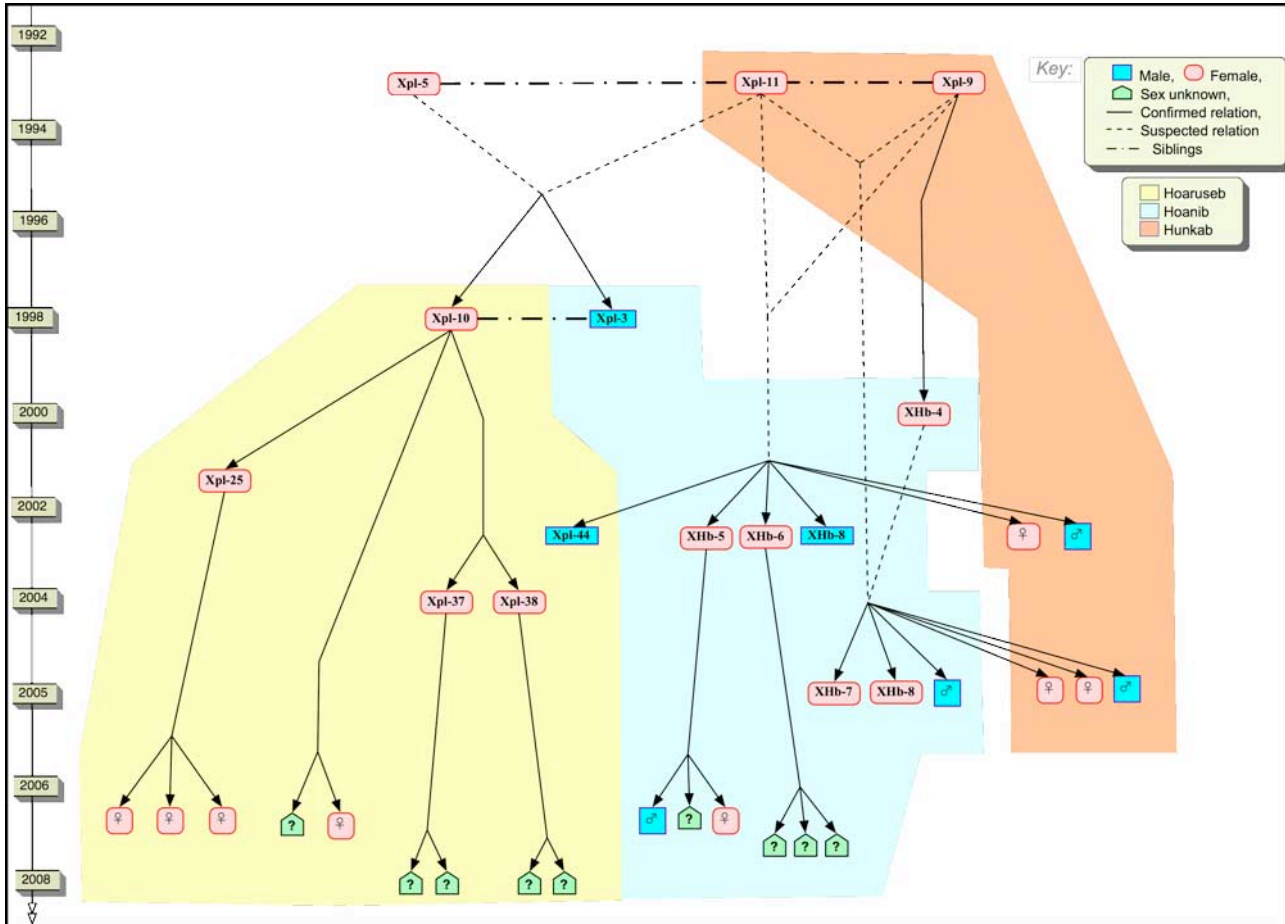 1992
Xpl-5
Xpl-11
Xpl-9
Key:
Male, Female,
Sex unknown,
Confirmed relation,
Suspected relation
Siblings
1994
Hoaruseb
Hoanib
Hunkab
1996
1998
Xpl-10
Xpl-3
2000
XHb-4
Xpl-25
2002
Xpl-44
XHb-5
XHb-6
XHb-8
♀
♂
2004
Xpl-37
Xpl-38
2005
XHb-7
XHb-8
♂
♀
♀
♂
2006
♀
♀
♀
?
♀
♂
?
♀
?
?
?
2008
?
?
?
?